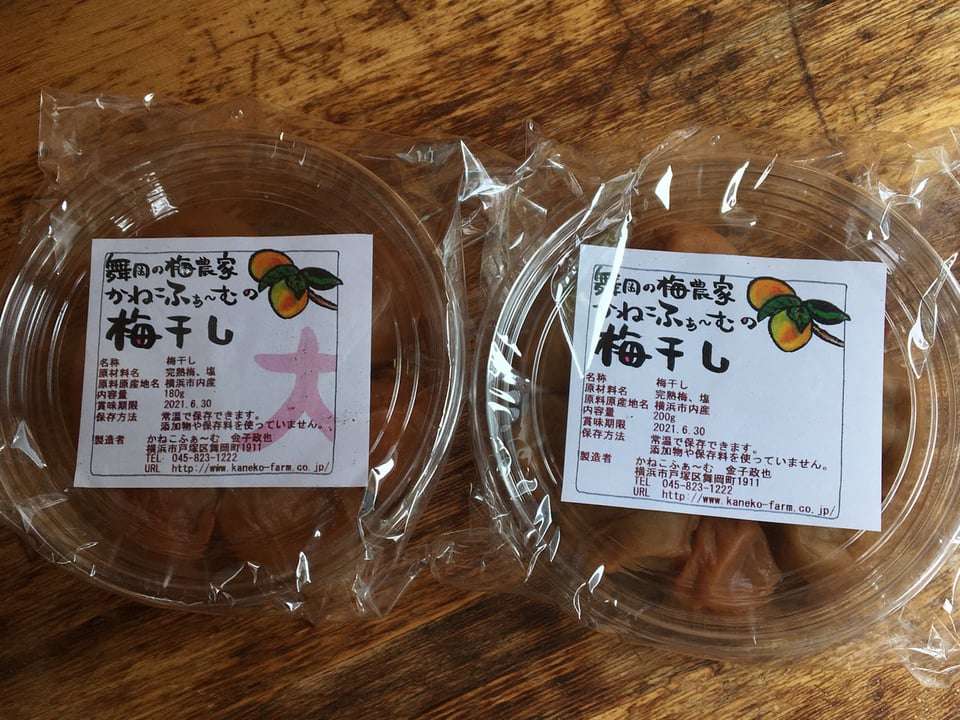 舞岡の梅農家
かねこふぁ〜むの
梅干し
大
名称 梅干し
原材料名 完熟梅、塩
原料原産地名 横浜市内産
内容量 180g
賞味期限 2021.6.30
保存方法 常温で保存できます。
添加物や保存料を使っていません。
製造者 かねこふぁ〜む 金子政也
横浜市戸塚区舞岡町1911
TEL 045-823-1222
URL http://www.kaneko-farm.co.jp/
舞岡の梅農家
かねこふぁ〜むの
梅干し
名称 梅干し
原材料名 完熟梅、塩
原料原産地名 横浜市内産
内容量 200g
賞味期限 2021.6.30
保存方法 常温で保存できます。
添加物や保存料を使っていません。
製造者 かねこふぁ〜む 金子政也
横浜市戸塚区舞岡町1911
TEL 045-823-1222
URL http://www.kaneko-farm.co.jp/